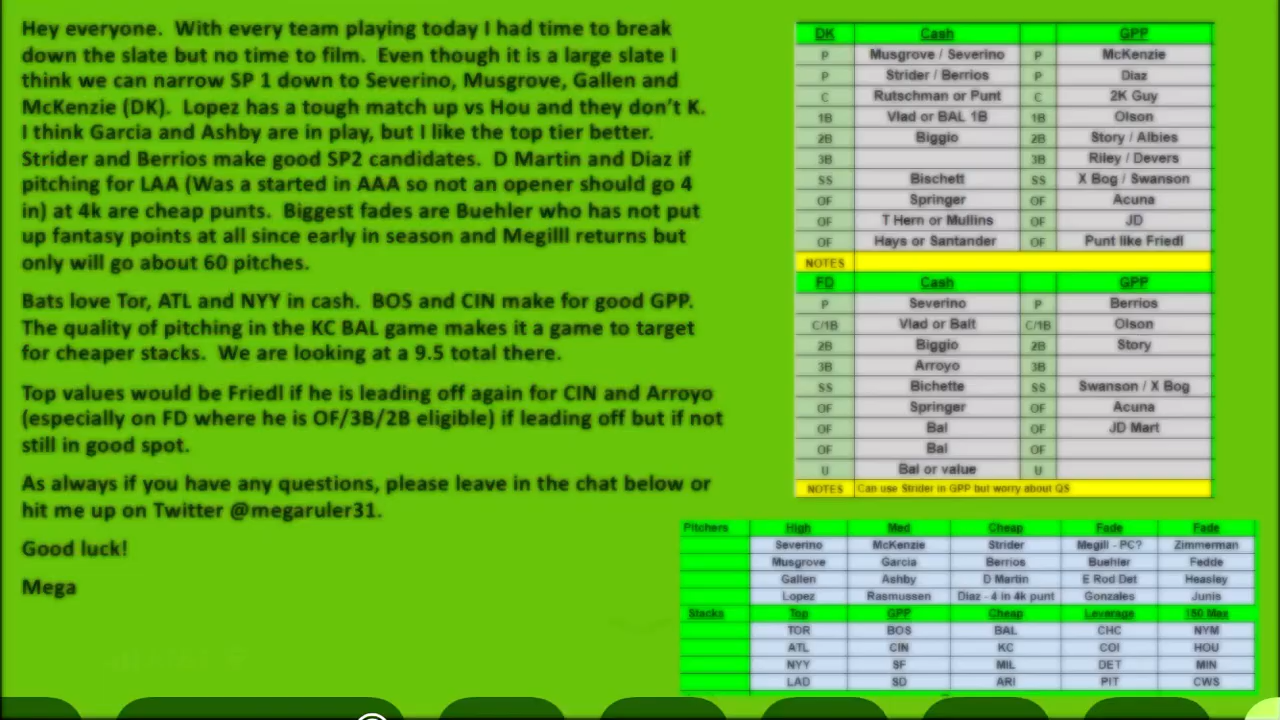 Hey everyone. With every team playing today I had time to break
down the slate but no time to film. Even though it is a large slate I
think we can narrow SP 1 down to Severino, Musgrove, Gallen and
McKenzie (DK). Lopez has a tough match up vs Hou and they don't K.
I think Garcia and Ashby are in play, but I like the top tier better.
Strider and Berrios make good SP2 candidates. D Martin and Diaz if
pitching for LAA (Was a started in AAA so not an opener should go 4
in) at 4k are cheap punts. Biggest fades are Buehler who has not put
up fantasy points at all since early in season and Megilll returns but
only will go about 60 pitches.
Bats love Tor, ATL and NYY in cash. BOS and CIN make for good GPP.
The quality of pitching in the KC BAL game makes it a game to target
for cheaper stacks. We are looking at a 9.5 total there.
Top values would be Friedl if he is leading off again for CIN and Arroyo
(especially on FD where he is OF/3B/2B eligible) if leading off but if not
still in good spot.
As always if you have any questions, please leave in the chat below or
hit me up on Twitter @megaruler31.
Good luck!
Mega
DK Cash GPP
P Musgrove / Severino P McKenzie
P Strider / Berrios P Diaz
C Rutschman or Punt C 2K Guy
1B Vlad or BAL 1B 1B Olson
2B Biggio 2B Story / Albies
3B 3B Riley / Devers
SS Bischett SS X Bog / Swanson
OF Springer OF Acuna
OF T Hern or Mullins OF JD
OF Hays or Santander OF Punt like Friedl
NOTES
FD Cash GPP
P Severino P Berrios
C/1B Vlad or Balt C/1B Olson
2B Biggio 2B Story
3B Arroyo 3B
SS Bichette SS Swanson / X Bog
OF Springer OF Acuna
OF Bal OF JD Mart
OF Bal OF
U Bal or value U
NOTES Can use Strider in GPP but worry about QS
Pitchers High Med Cheap Fade Fade
Severino McKenzie Strider Megill - PC? Zimmerman
Musgrove Garcia Berrios Buehler Fedde
Gallen Ashby D Martin E Rod Det Heasley
Lopez Rasmussen Diaz - 4 in 4k punt Gonzales Junis
Stacks Top GPP Cheap Leverage 150 Max
TOR BOS BAL CHC NYM
ATL CIN KC COI HOU
NYY SF MIL DET MIN
LAD SD ARI PIT CWS